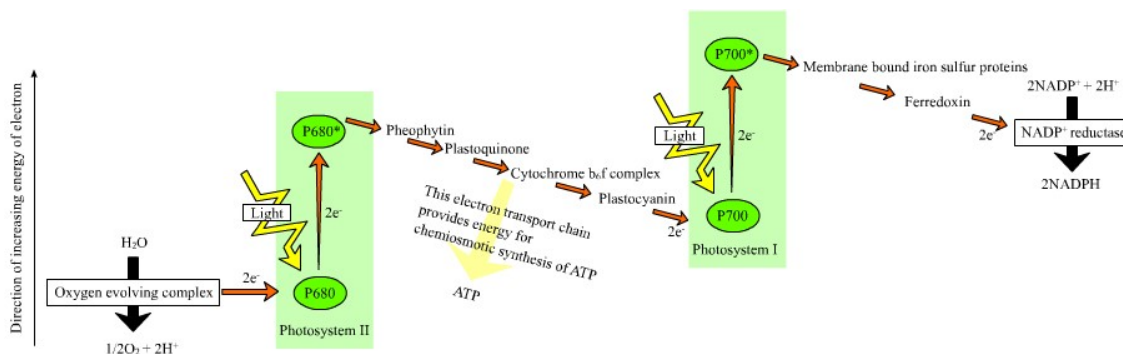 Direction of increasing energy of electron
H₂O
Oxygen evolving complex
1/2O₂ + 2H⁺
2e⁻
Light
P680*
2e⁻
P680
Photosystem II
Pheophytin
Plastoquinone
Cytochrome b₆f complex
Plastocyanin
2e⁻
This electron transport chain
provides energy for
chemiosmotic synthesis of ATP
ATP
Light
P700*
2e⁻
P700
Photosystem I
Membrane bound iron sulfur proteins
Ferredoxin
2e⁻
2NADP⁺ + 2H⁺
NADP⁺ reductase
2NADPH